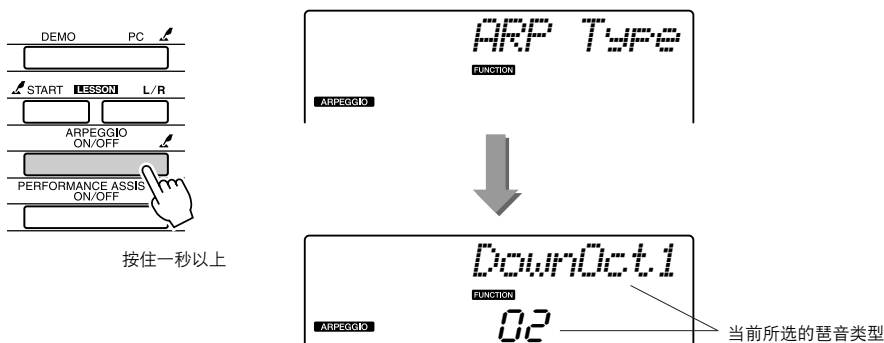 DEMO PC
START LESSON L/R
ARPEGGIO
ON/OFF
PERFORMANCE ASSIS
ON/OFF
按住一秒以上
ARP Type
FUNCTION
ARPEGGIO
DownOct1
FUNCTION
ARPEGGIO
02
当前所选的琶音类型